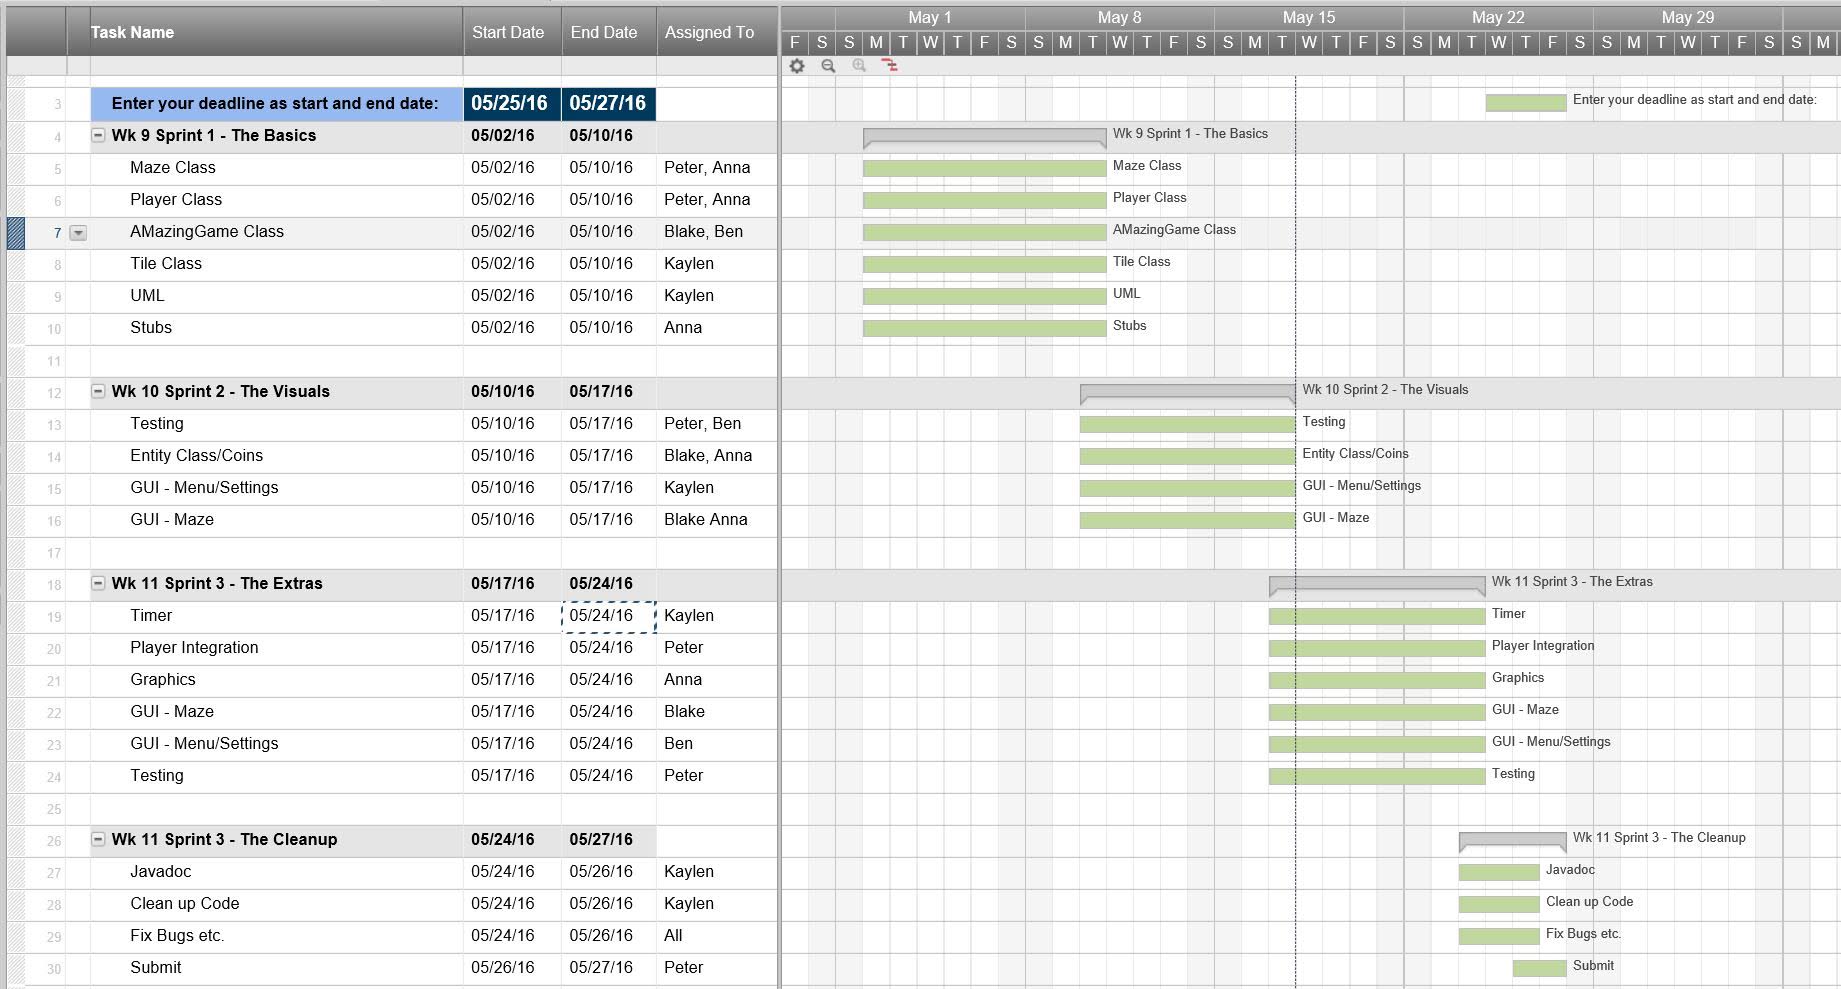 Task Name Start Date End Date Assigned To May 1 May 8 May 15 May 22 May 29
F S S M T W T F S S M T W T F S S M T W T F S S M T W T F S S M T W T F S S M
3 Enter your deadline as start and end date: 05/25/16 05/27/16 Enter your deadline as start and end date:
4 Wk 9 Sprint 1 - The Basics 05/02/16 05/10/16 Wk 9 Sprint 1 - The Basics
5 Maze Class 05/02/16 05/10/16 Peter, Anna Maze Class
6 Player Class 05/02/16 05/10/16 Peter, Anna Player Class
7 AMazingGame Class 05/02/16 05/10/16 Blake, Ben AMazingGame Class
8 Tile Class 05/02/16 05/10/16 Kaylen Tile Class
9 UML 05/02/16 05/10/16 Kaylen UML
10 Stubs 05/02/16 05/10/16 Anna Stubs
11
12 Wk 10 Sprint 2 - The Visuals 05/10/16 05/17/16 Wk 10 Sprint 2 - The Visuals
13 Testing 05/10/16 05/17/16 Peter, Ben Testing
14 Entity Class/Coins 05/10/16 05/17/16 Blake, Anna Entity Class/Coins
15 GUI - Menu/Settings 05/10/16 05/17/16 Kaylen GUI - Menu/Settings
16 GUI - Maze 05/10/16 05/17/16 Blake Anna GUI - Maze
17
18 Wk 11 Sprint 3 - The Extras 05/17/16 05/24/16 Wk 11 Sprint 3 - The Extras
19 Timer 05/17/16 05/24/16 Kaylen Timer
20 Player Integration 05/17/16 05/24/16 Peter Player Integration
21 Graphics 05/17/16 05/24/16 Anna Graphics
22 GUI - Maze 05/17/16 05/24/16 Blake GUI - Maze
23 GUI - Menu/Settings 05/17/16 05/24/16 Ben GUI - Menu/Settings
24 Testing 05/17/16 05/24/16 Peter Testing
25
26 Wk 11 Sprint 3 - The Cleanup 05/24/16 05/27/16 Wk 11 Sprint 3 - The Cleanup
27 Javadoc 05/24/16 05/26/16 Kaylen Javadoc
28 Clean up Code 05/24/16 05/26/16 Kaylen Clean up Code
29 Fix Bugs etc. 05/24/16 05/26/16 All Fix Bugs etc.
30 Submit 05/26/16 05/27/16 Peter Submit